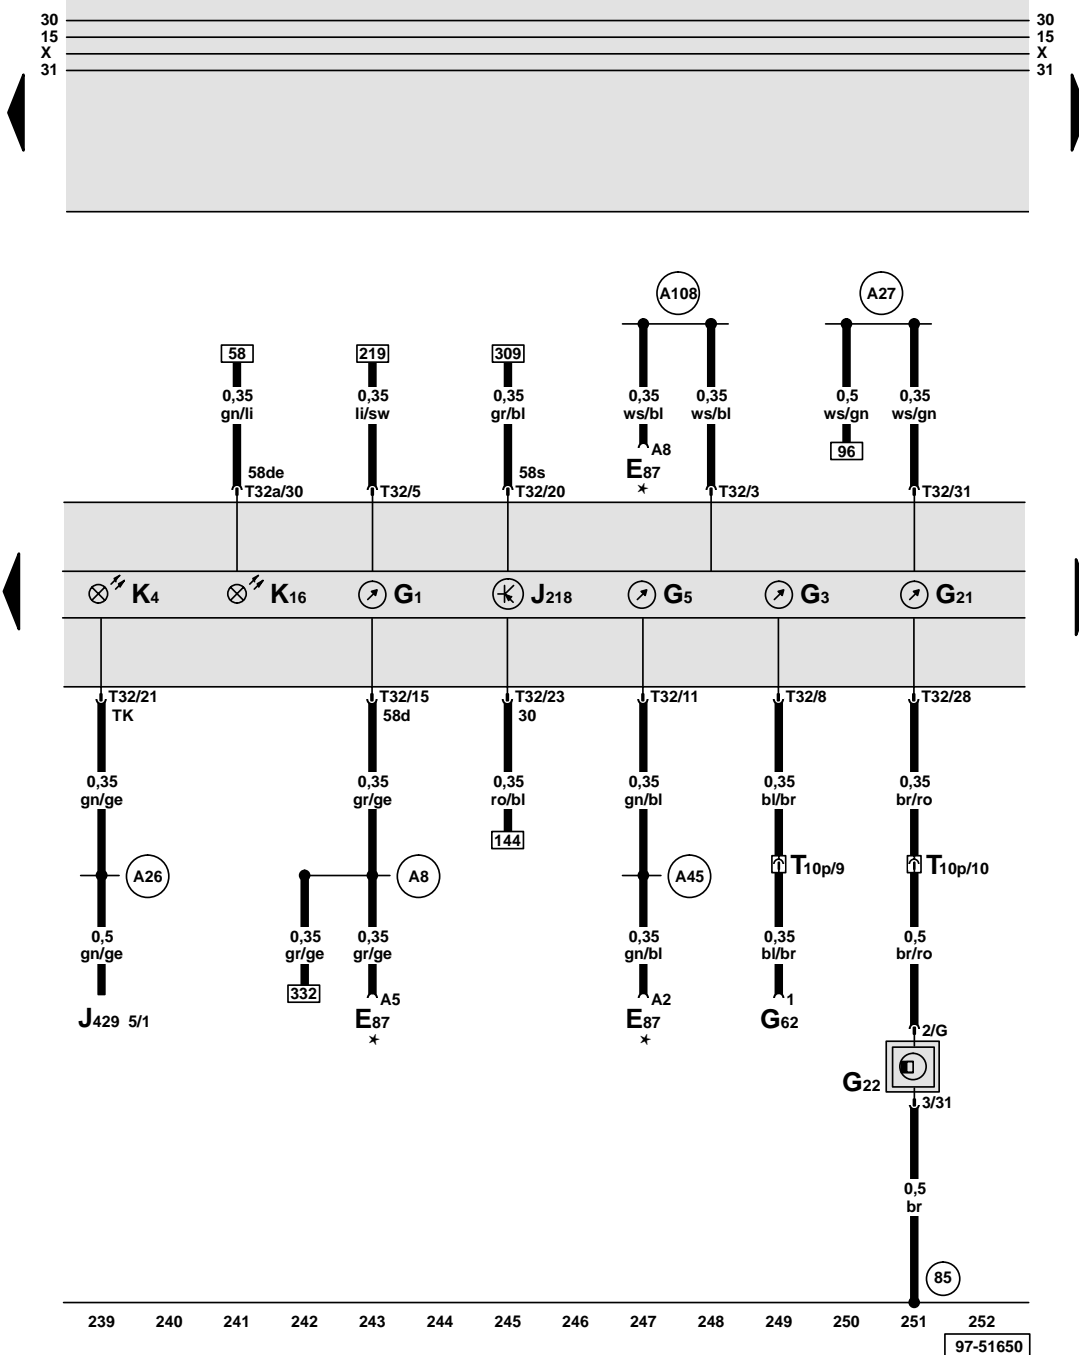 30 30
15 15
X X
31 31
A108 A27
58 219 309
0,35 0,35 0,35 0,35 0,35 0,5 0,35
gn/li li/sw gr/bl ws/bl ws/bl ws/gn ws/gn
A8 96
58de 58s E87
T32a/30 T32/5 T32/20 * T32/3 T32/31
K4 K16 G1 J218 G5 G3 G21
T32/21 T32/15 T32/23 T32/11 T32/8 T32/28
TK 58d 30
0,35 0,35 0,35 0,35 0,35 0,35
gn/ge gr/ge ro/bl gn/bl bl/br br/ro
144
T10p/9 T10p/10
A26 A8 A45
0,5 0,35 0,35 0,35 0,35 0,5
gn/ge gr/ge gr/ge gn/bl bl/br br/ro
332 A5 A2 1
J429 5/1 E87 E87 G62
* *
2/G
G22
3/31
0,5
br
85
239 240 241 242 243 244 245 246 247 248 249 250 251 252
97-51650